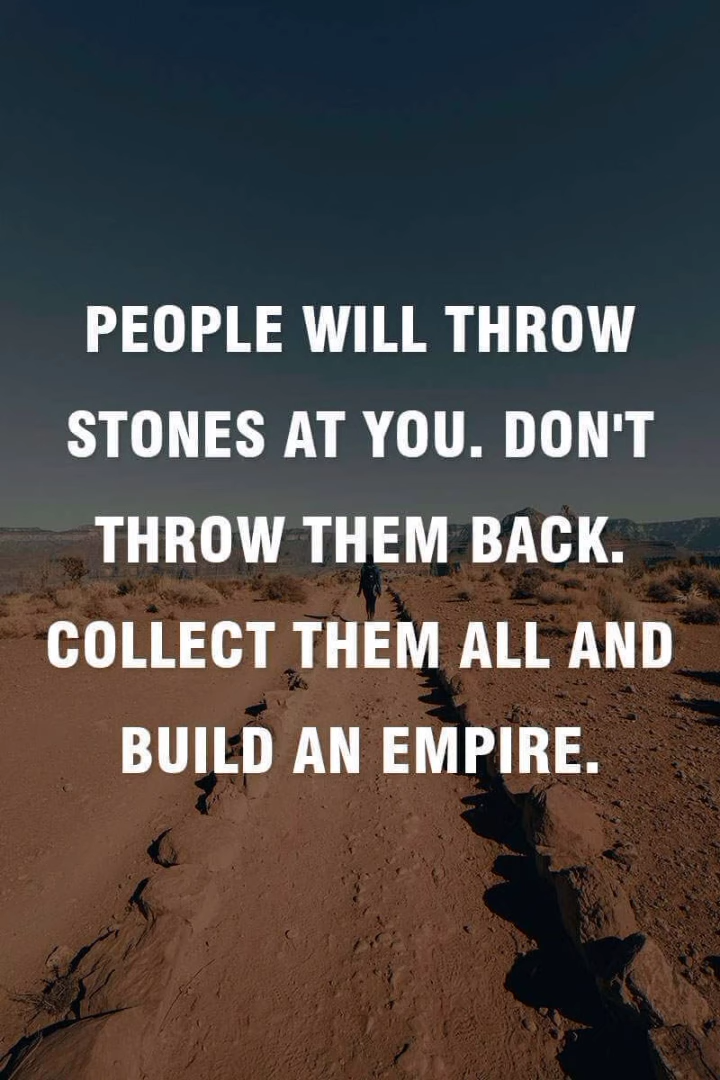 PEOPLE WILL THROW
STONES AT YOU. DON'T
THROW THEM BACK.
COLLECT THEM ALL AND
BUILD AN EMPIRE.